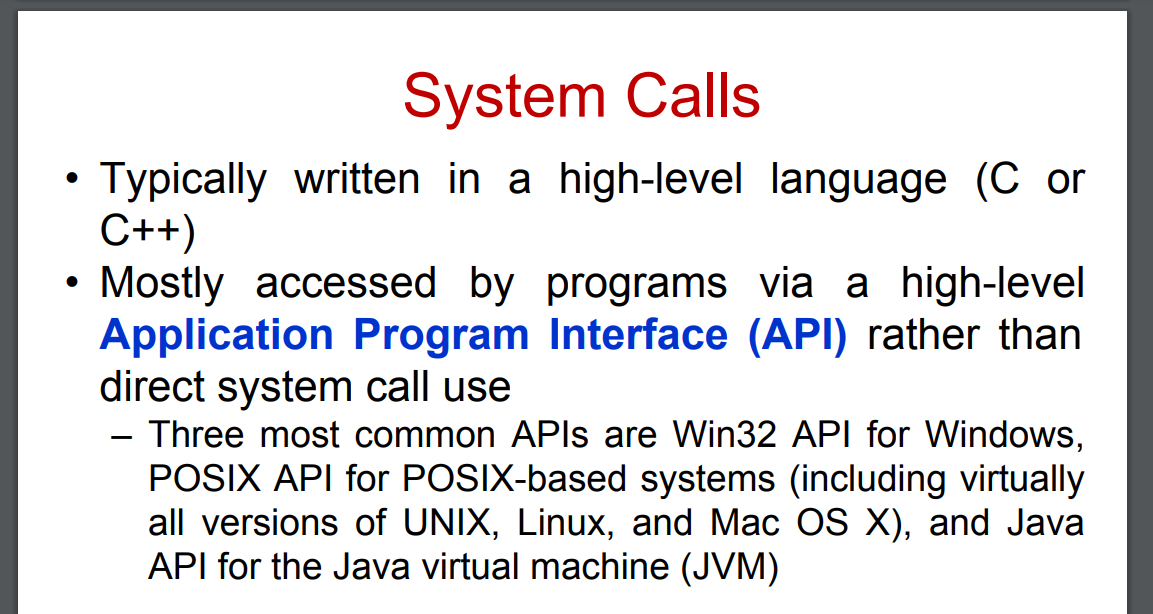 System Calls
• Typically written in a high-level language (C or
C++)
• Mostly accessed by programs via a high-level
Application Program Interface (API) rather than
direct system call use
– Three most common APIs are Win32 API for Windows,
POSIX API for POSIX-based systems (including virtually
all versions of UNIX, Linux, and Mac OS X), and Java
API for the Java virtual machine (JVM)